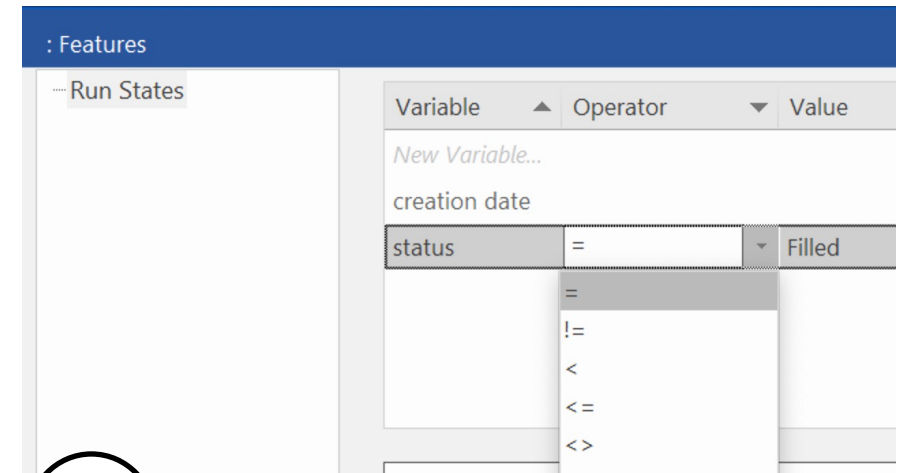 : Features
Run States
Variable Operator Value
New Variable...
creation date
status = Filled
=
!=
<
<=
<>